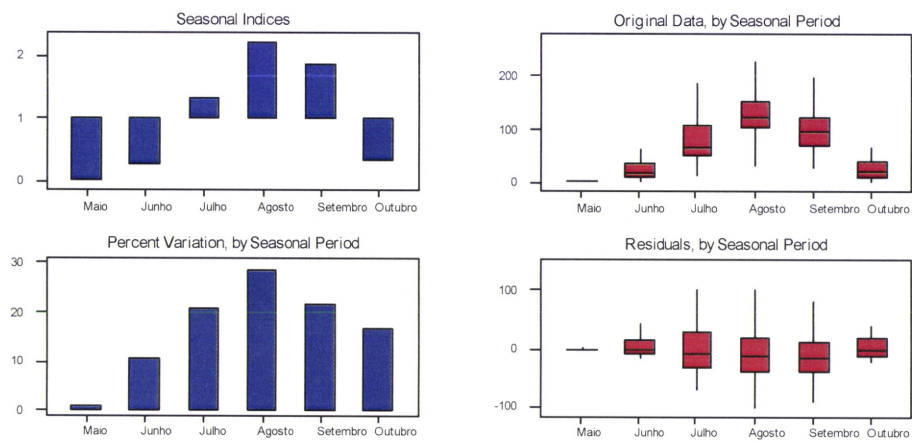 Seasonal Indices
2
1
0
Maio Junho Julho Agosto Setembro Outubro
Original Data, by Seasonal Period
200
100
0
Maio Junho Julho Agosto Setembro Outubro
Percent Variation, by Seasonal Period
30
20
10
0
Maio Junho Julho Agosto Setembro Outubro
Residuals, by Seasonal Period
100
0
-100
Maio Junho Julho Agosto Setembro Outubro